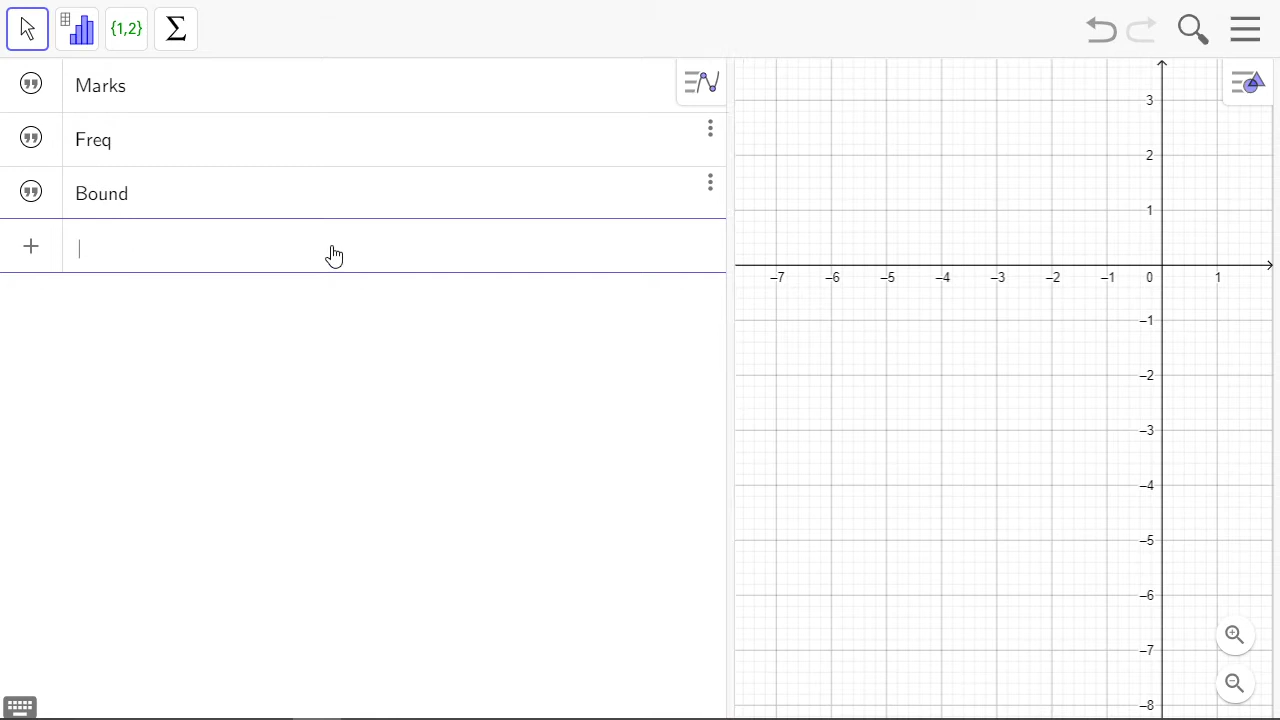 {1,2} Σ
Marks
Freq
Bound
3
2
1
–7 –6 –5 –4 –3 –2 –1 0 1
–1
–2
–3
–4
–5
–6
–7
–8